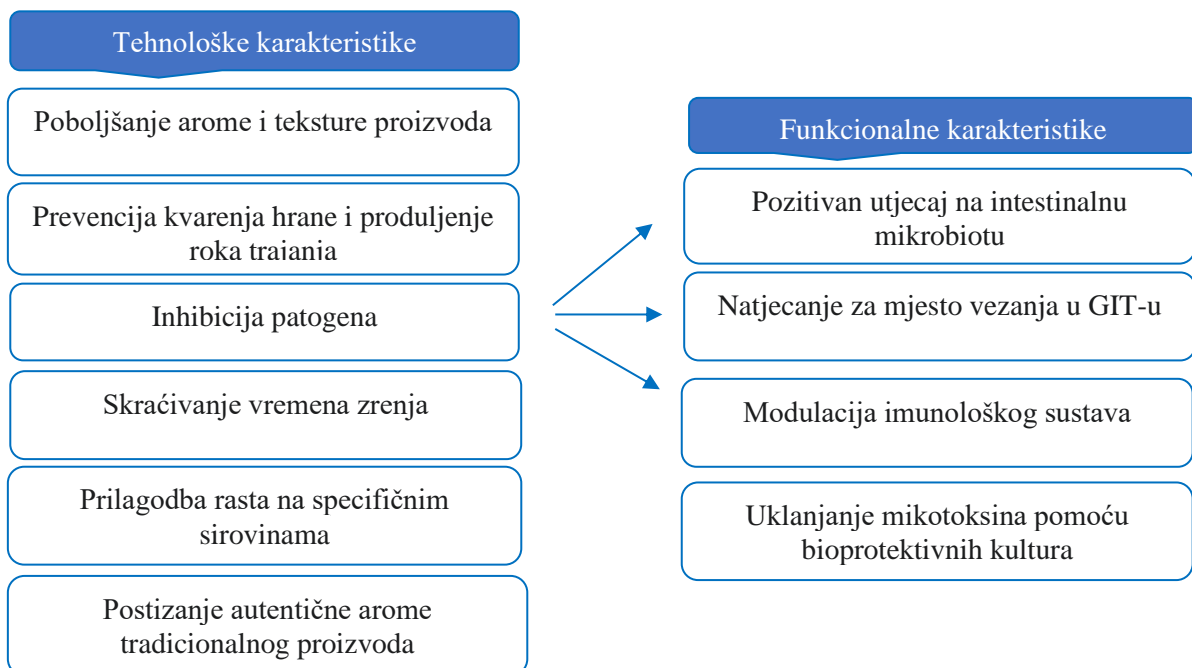 Tehnološke karakteristike
Poboljšanje arome i teksture proizvoda
Prevencija kvarenja hrane i produljenje
roka trajanja
Inhibicija patogena
Skraćivanje vremena zrenja
Prilagodba rasta na specifičnim
sirovinama
Postizanje autentične arome
tradicionalnog proizvoda
Funkcionalne karakteristike
Pozitivan utjecaj na intestinalnu
mikrobiotu
Natjecanje za mjesto vezanja u GIT-u
Modulacija imunološkog sustava
Uklanjanje mikotoksina pomoću
bioprotektivnih kultura